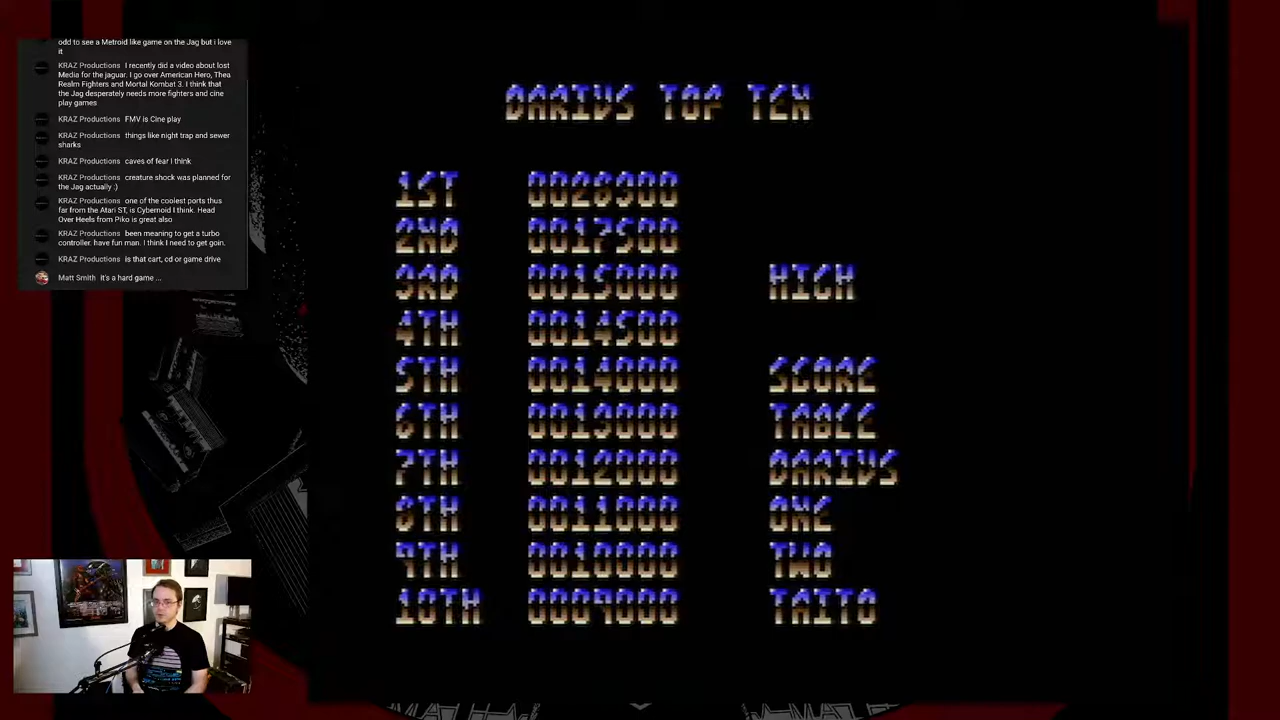 odd to see a Metroid like game on the Jag but i love
it
KRAZ Productions I recently did a video about lost
Media for the jaguar. I go over American Hero, Thea
Realm Fighters and Mortal Kombat 3. I think that
the Jag desperately needs more fighters and cine
play games
KRAZ Productions FMV is Cine play
KRAZ Productions things like night trap and sewer
sharks
KRAZ Productions caves of fear I think
KRAZ Productions creature shock was planned for
the Jag actually :)
KRAZ Productions one of the coolest ports thus
far from the Atari ST, is Cybernoid I think. Head
Over Heels from Piko is great also
KRAZ Productions been meaning to get a turbo
controller. have fun man. I think I need to get goin.
KRAZ Productions is that cart, cd or game drive
Matt Smith It's a hard game ...
DARIUS TOP TEN
1ST 0028300
2ND 0017500
3RD 0015000 HIGH
4TH 0014500
5TH 0014000 SCORE
6TH 0013000 TABLE
7TH 0012000 DARIUS
8TH 0011000 ONE
9TH 0010000 TWO
10TH 0009000 TAITO